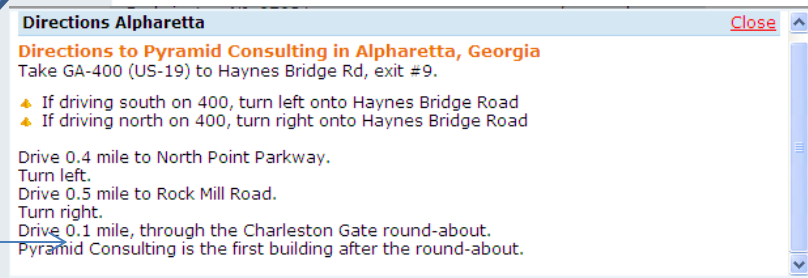 Directions Alpharetta Close
Directions to Pyramid Consulting in Alpharetta, Georgia
Take GA-400 (US-19) to Haynes Bridge Rd, exit #9.
If driving south on 400, turn left onto Haynes Bridge Road
If driving north on 400, turn right onto Haynes Bridge Road
Drive 0.4 mile to North Point Parkway.
Turn left.
Drive 0.5 mile to Rock Mill Road.
Turn right.
Drive 0.1 mile, through the Charleston Gate round-about.
Pyramid Consulting is the first building after the round-about.